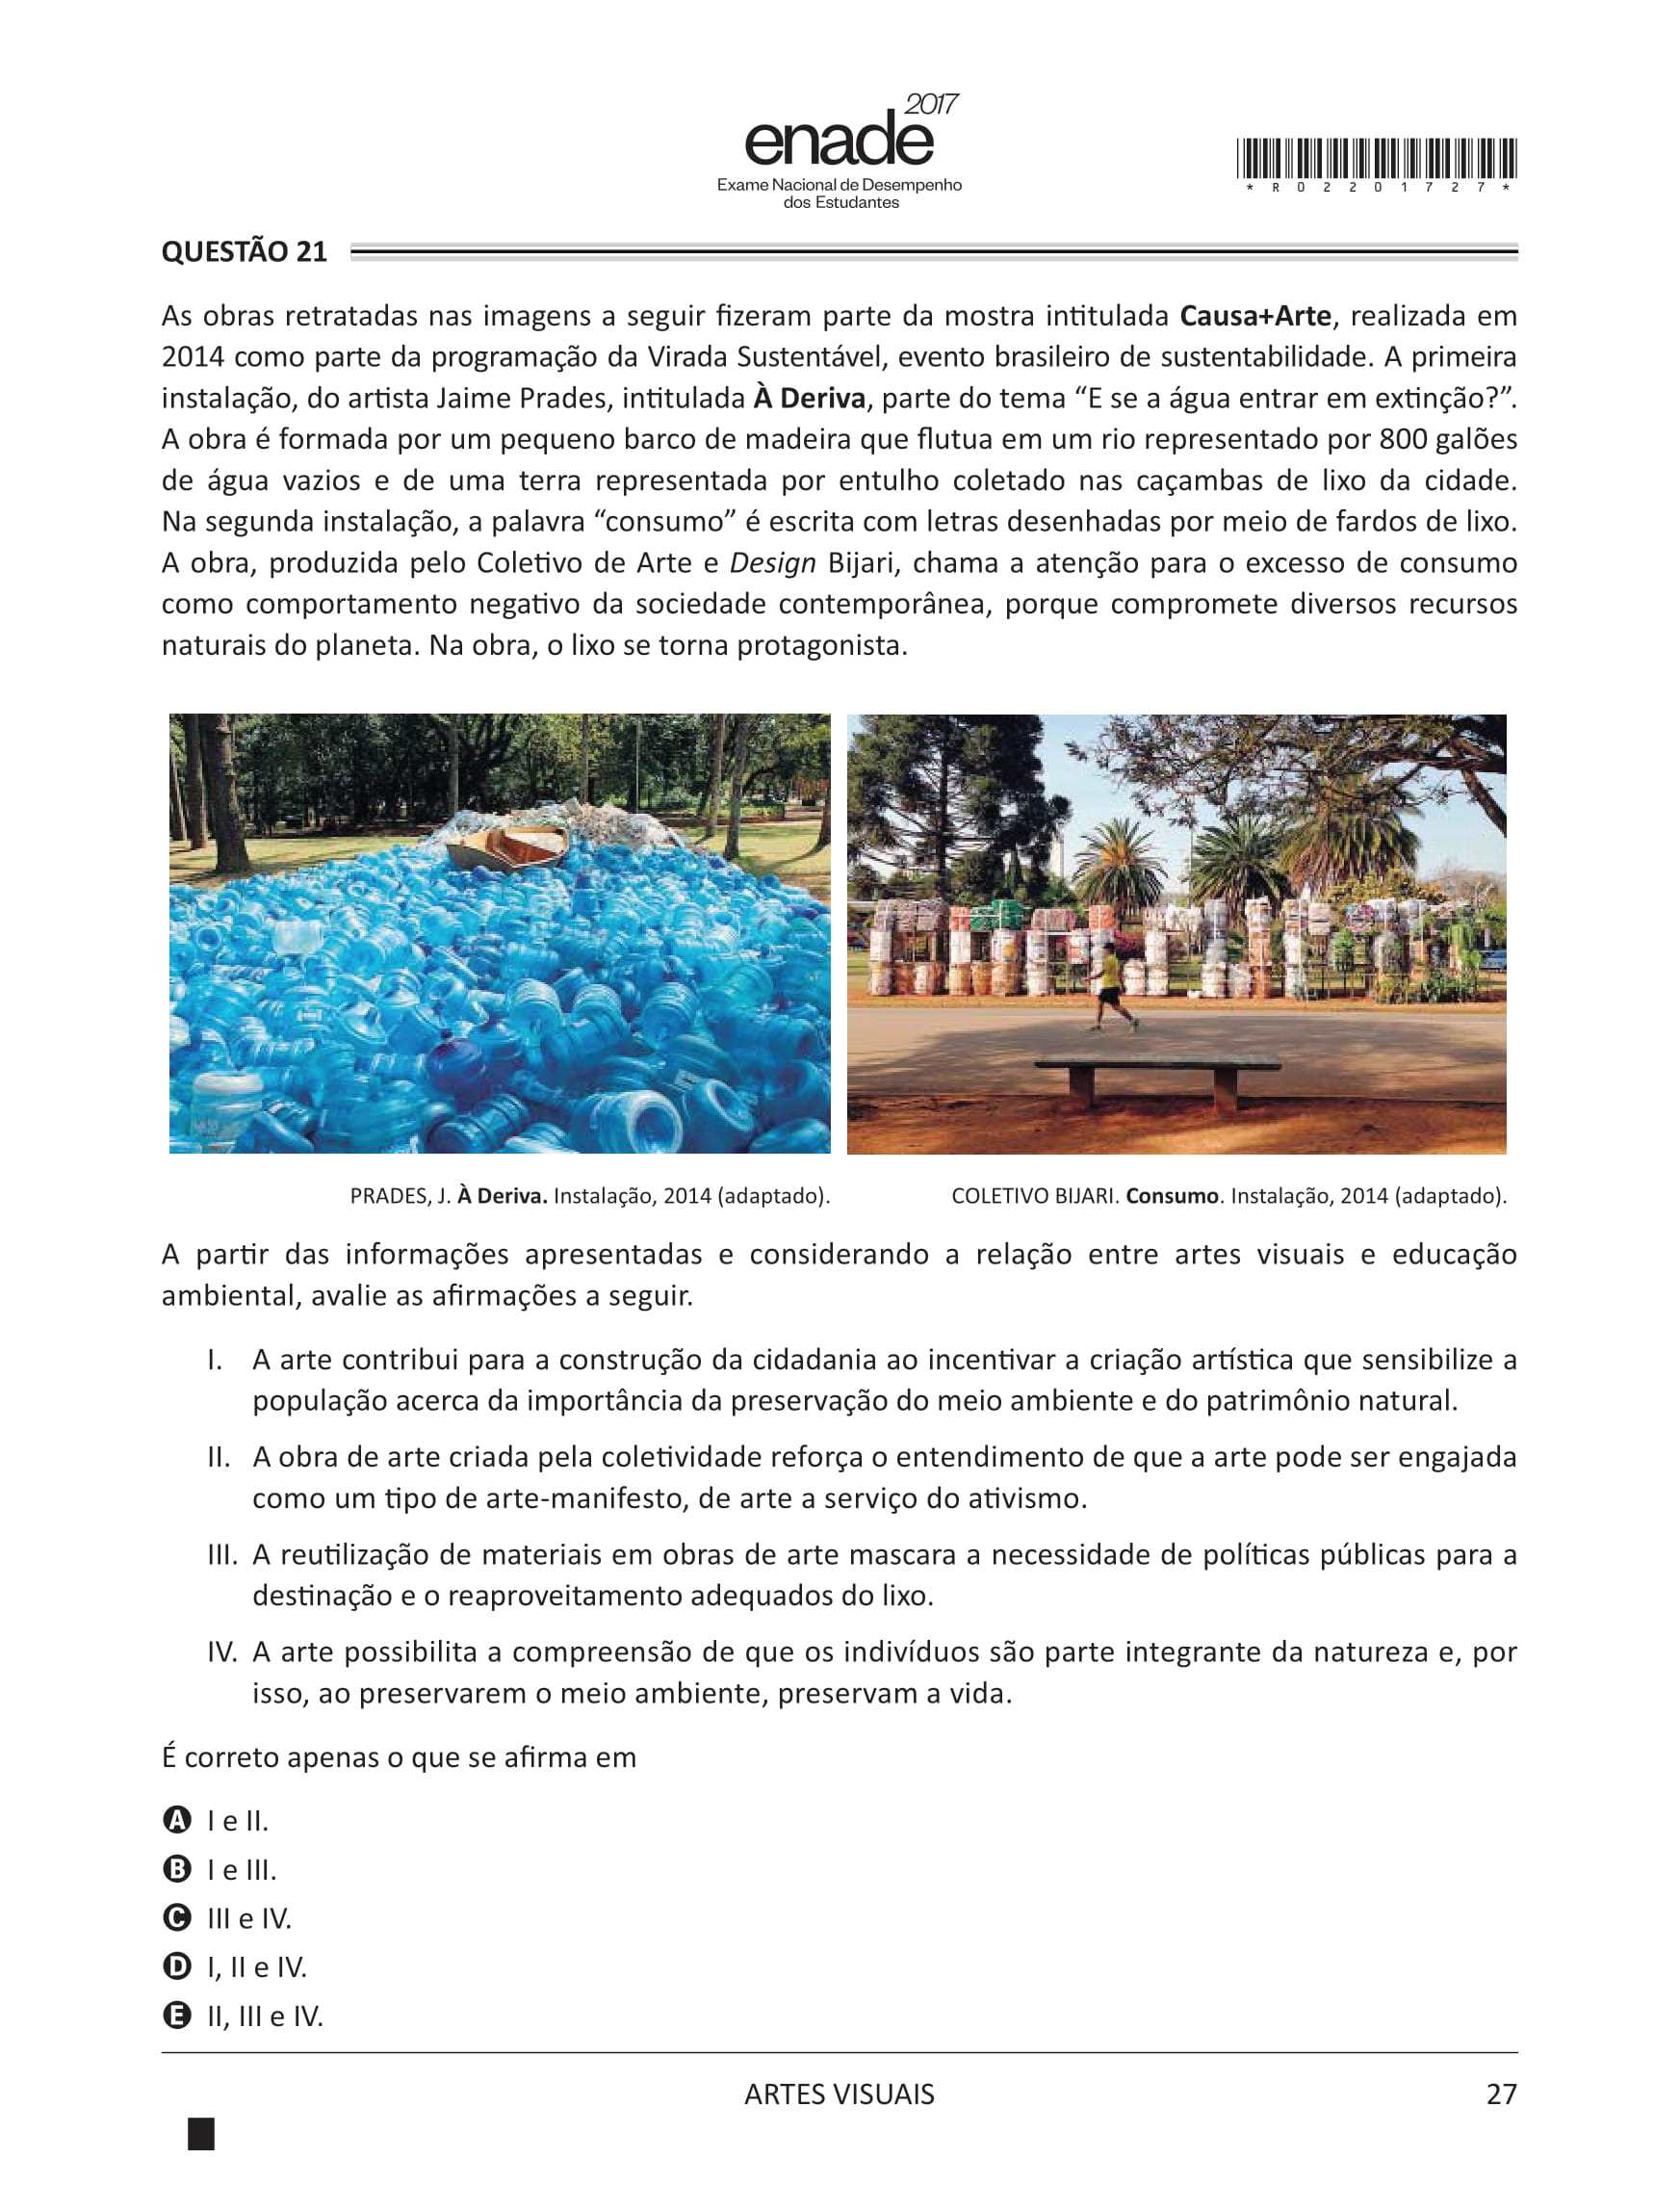 2017
enade
Exame Nacional de Desempenho
dos Estudantes
* R 0 2 2 0 1 7 2 7 *
QUESTÃO 21
As obras retratadas nas imagens a seguir fizeram parte da mostra intitulada Causa+Arte, realizada em
2014 como parte da programação da Virada Sustentável, evento brasileiro de sustentabilidade. A primeira
instalação, do artista Jaime Prades, intitulada À Deriva, parte do tema “E se a água entrar em extinção?”.
A obra é formada por um pequeno barco de madeira que flutua em um rio representado por 800 galões
de água vazios e de uma terra representada por entulho coletado nas caçambas de lixo da cidade.
Na segunda instalação, a palavra “consumo” é escrita com letras desenhadas por meio de fardos de lixo.
A obra, produzida pelo Coletivo de Arte e Design Bijari, chama a atenção para o excesso de consumo
como comportamento negativo da sociedade contemporânea, porque compromete diversos recursos
naturais do planeta. Na obra, o lixo se torna protagonista.
PRADES, J. À Deriva. Instalação, 2014 (adaptado).
COLETIVO BIJARI. Consumo. Instalação, 2014 (adaptado).
A partir das informações apresentadas e considerando a relação entre artes visuais e educação
ambiental, avalie as afirmações a seguir.
I. A arte contribui para a construção da cidadania ao incentivar a criação artística que sensibilize a
população acerca da importância da preservação do meio ambiente e do patrimônio natural.
II. A obra de arte criada pela coletividade reforça o entendimento de que a arte pode ser engajada
como um tipo de arte-manifesto, de arte a serviço do ativismo.
III. A reutilização de materiais em obras de arte mascara a necessidade de políticas públicas para a
destinação e o reaproveitamento adequados do lixo.
IV. A arte possibilita a compreensão de que os indivíduos são parte integrante da natureza e, por
isso, ao preservarem o meio ambiente, preservam a vida.
É correto apenas o que se afirma em
A I e II.
B I e III.
C III e IV.
D I, II e IV.
E II, III e IV.
ARTES VISUAIS
27